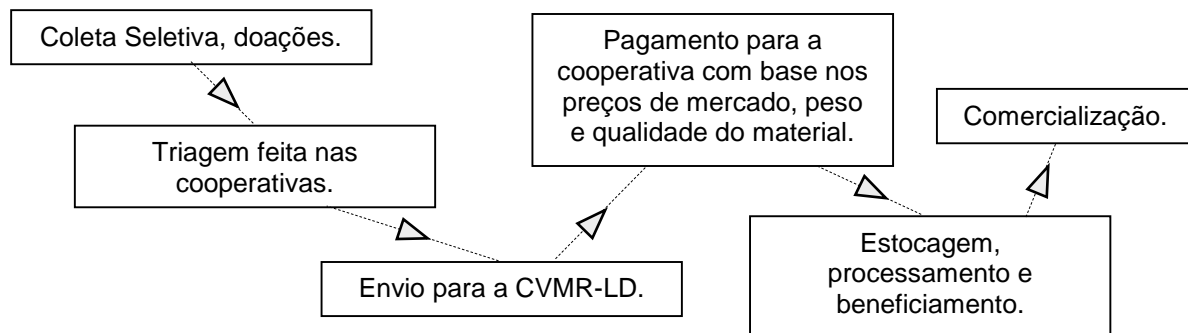 Coleta Seletiva, doações.
Triagem feita nas
cooperativas.
Envio para a CVMR-LD.
Pagamento para a
cooperativa com base nos
preços de mercado, peso
e qualidade do material.
Estocagem,
processamento e
beneficiamento.
Comercialização.